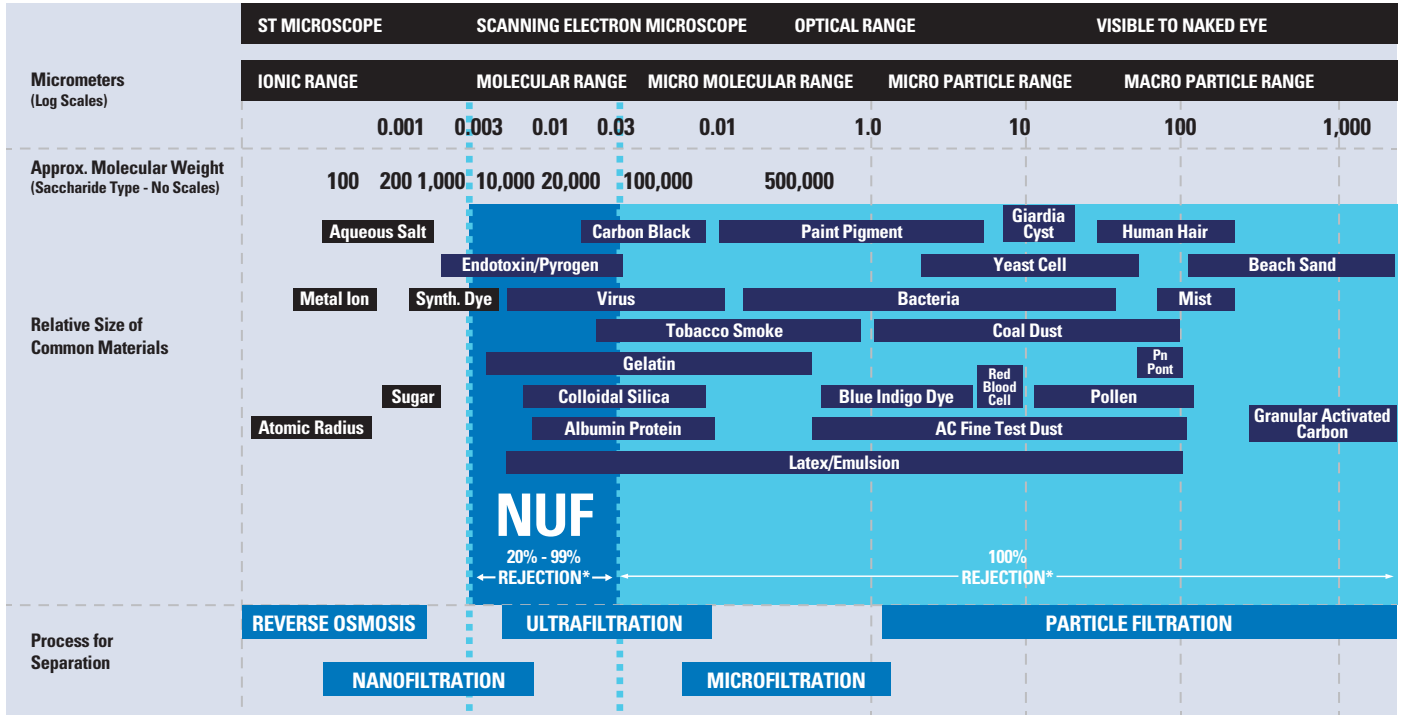 ST MICROSCOPE SCANNING ELECTRON MICROSCOPE OPTICAL RANGE VISIBLE TO NAKED EYE
Micrometers
(Log Scales)
IONIC RANGE MOLECULAR RANGE MICRO MOLECULAR RANGE MICRO PARTICLE RANGE MACRO PARTICLE RANGE
0.001 0.003 0.01 0.03 0.01 1.0 10 100 1,000
Approx. Molecular Weight
(Saccharide Type - No Scales)
100 200 1,000 10,000 20,000 100,000 500,000
Relative Size of
Common Materials
Aqueous Salt Carbon Black Paint Pigment Giardia
Cyst Human Hair
Endotoxin/Pyrogen Yeast Cell Beach Sand
Metal Ion Synth. Dye Virus Bacteria Mist
Tobacco Smoke Coal Dust
Gelatin Pn
Pont
Sugar Colloidal Silica Blue Indigo Dye Red
Blood
Cell Pollen
Atomic Radius Albumin Protein AC Fine Test Dust Granular Activated
Carbon
Latex/Emulsion
NUF
20% - 99%
REJECTION*
100%
REJECTION*
Process for
Separation
REVERSE OSMOSIS ULTRAFILTRATION PARTICLE FILTRATION
NANOFILTRATION MICROFILTRATION